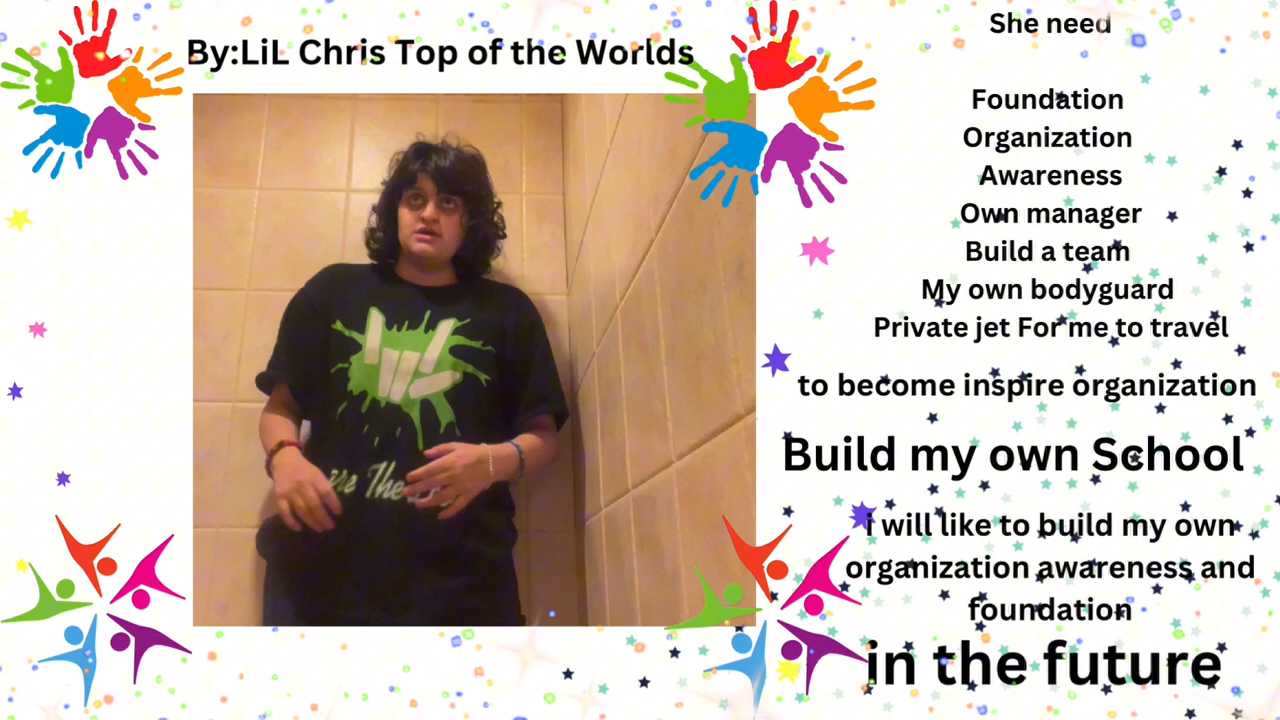 By:LiL Chris Top of the Worlds
are The
She need
Foundation
Organization
Awareness
Own manager
Build a team
My own bodyguard
Private jet For me to travel
to become inspire organization
Build my own School
i will like to build my own
organization awareness and
foundation
in the future